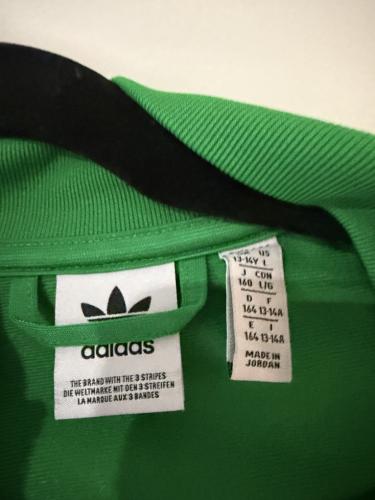 adidas
THE BRAND WITH THE 3 STRIPES
DIE WELTMARKE MIT DEN 3 STREIFEN
LA MARQUE AUX 3 BANDES
US
13-14Y L
J CDN
160 L/G
D F
164 13-14A
E I
164 13-14A
MADE IN
JORDAN